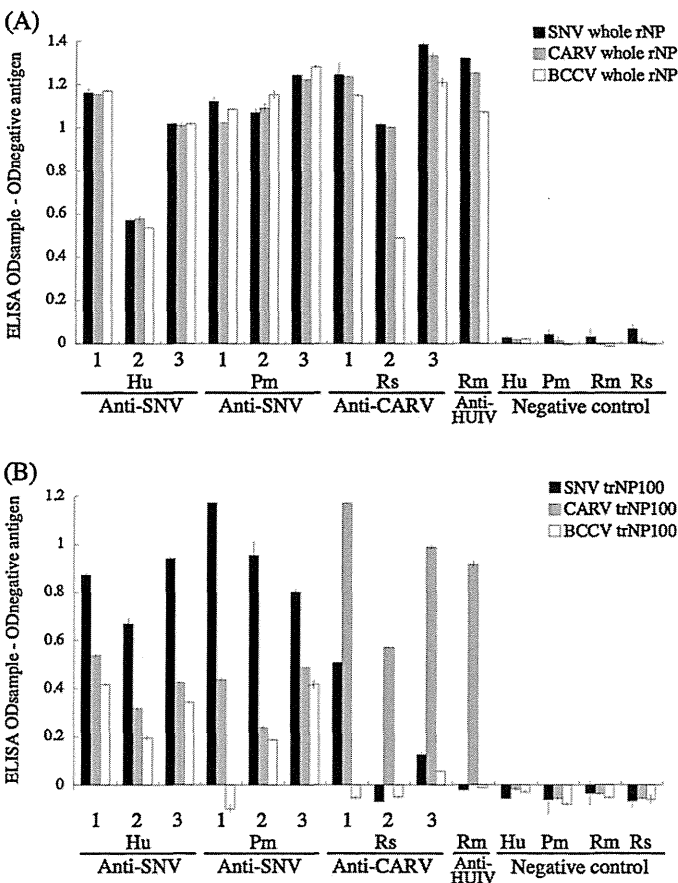 (A)
SNV whole rNP
CARV whole rNP
BCCV whole rNP
ELISA ODsample - ODnegative antigen
1.4
1.2
1
0.8
0.6
0.4
0.2
0
1 2 3 1 2 3 1 2 3
Hu Pm Rs Rm Hu Pm Rm Rs
Anti-SNV Anti-SNV Anti-CARV Anti-HUIV Negative control
(B)
SNV trNP100
CARV trNP100
BCCV trNP100
ELISA ODsample - ODnegative antigen
1.2
1
0.8
0.6
0.4
0.2
0
1 2 3 1 2 3 1 2 3
Hu Pm Rs Rm Hu Pm Rm Rs
Anti-SNV Anti-SNV Anti-CARV Anti-HUIV Negative control